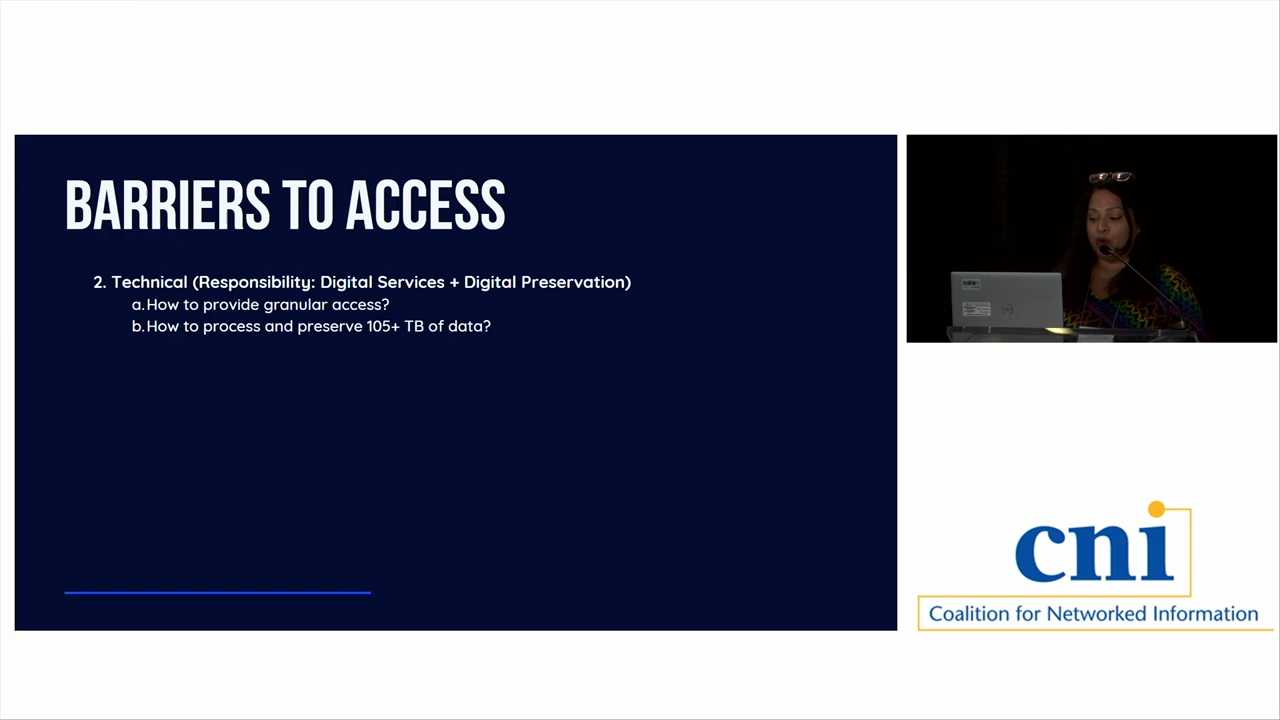 BARRIERS TO ACCESS
2. Technical (Responsibility: Digital Services + Digital Preservation)
a. How to provide granular access?
b. How to process and preserve 105+ TB of data?
cni
Coalition for Networked Information